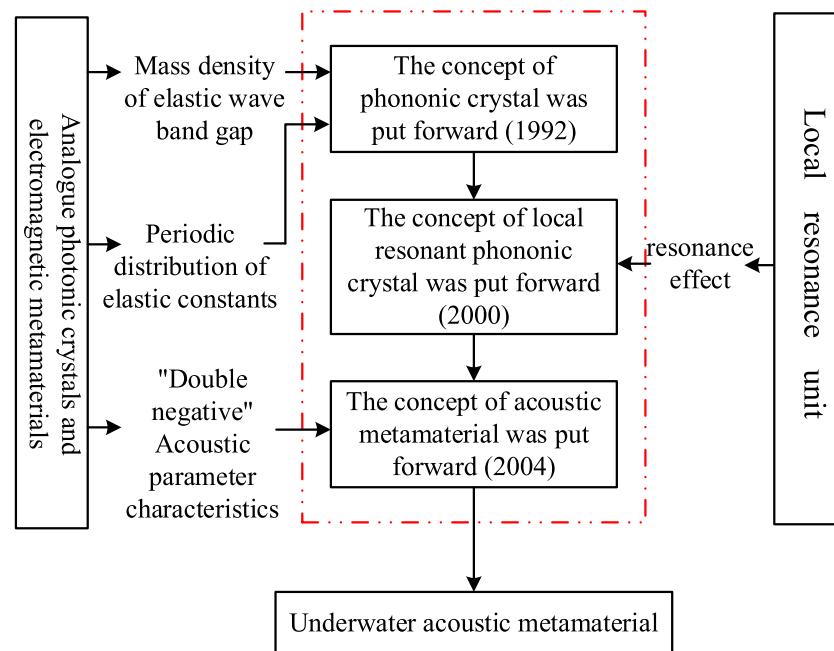 Analogue photonic crystals and
electromagnetic metamaterials
Mass density
of elastic wave
band gap
Periodic
distribution of
elastic constants
"Double
negative"
Acoustic
parameter
characteristics
The concept of
phononic crystal was
put forward (1992)
The concept of local
resonant phononic
crystal was put forward
(2000)
The concept of acoustic
metamaterial was put
forward (2004)
resonance
effect
Local resonance unit
Underwater acoustic metamaterial